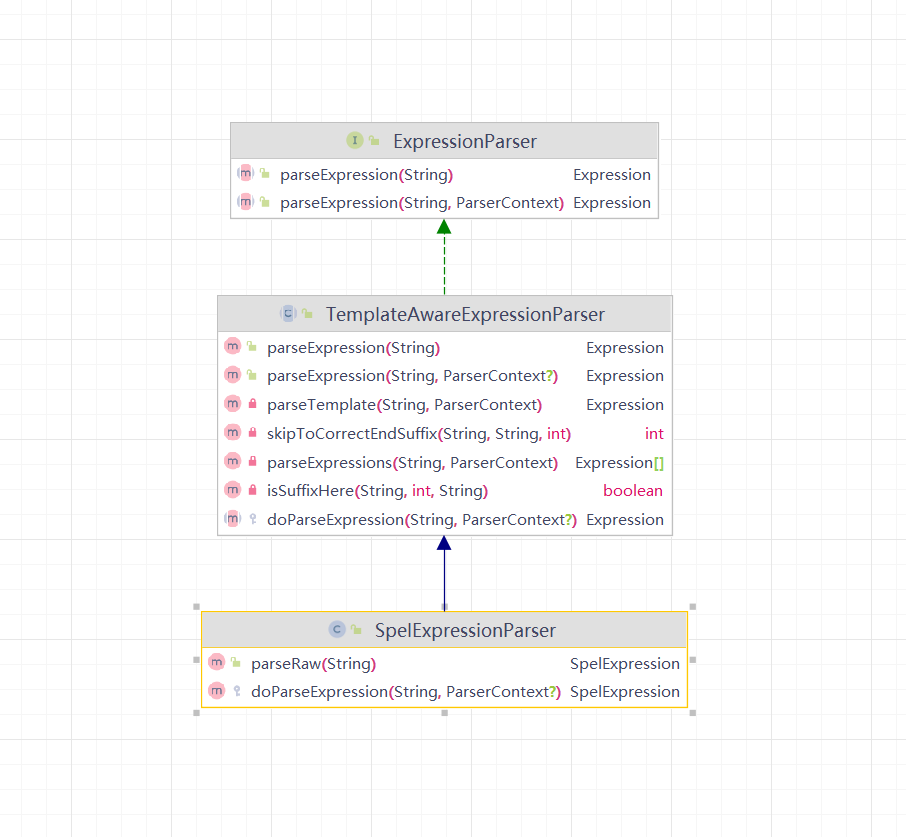 I ExpressionParser
m parseExpression(String) Expression
m parseExpression(String, ParserContext) Expression
C TemplateAwareExpressionParser
m parseExpression(String) Expression
m parseExpression(String, ParserContext?) Expression
m parseTemplate(String, ParserContext) Expression
m skipToCorrectEndSuffix(String, String, int) int
m parseExpressions(String, ParserContext) Expression[]
m isSuffixHere(String, int, String) boolean
m doParseExpression(String, ParserContext?) Expression
C SpelExpressionParser
m parseRaw(String) SpelExpression
m doParseExpression(String, ParserContext?) SpelExpression